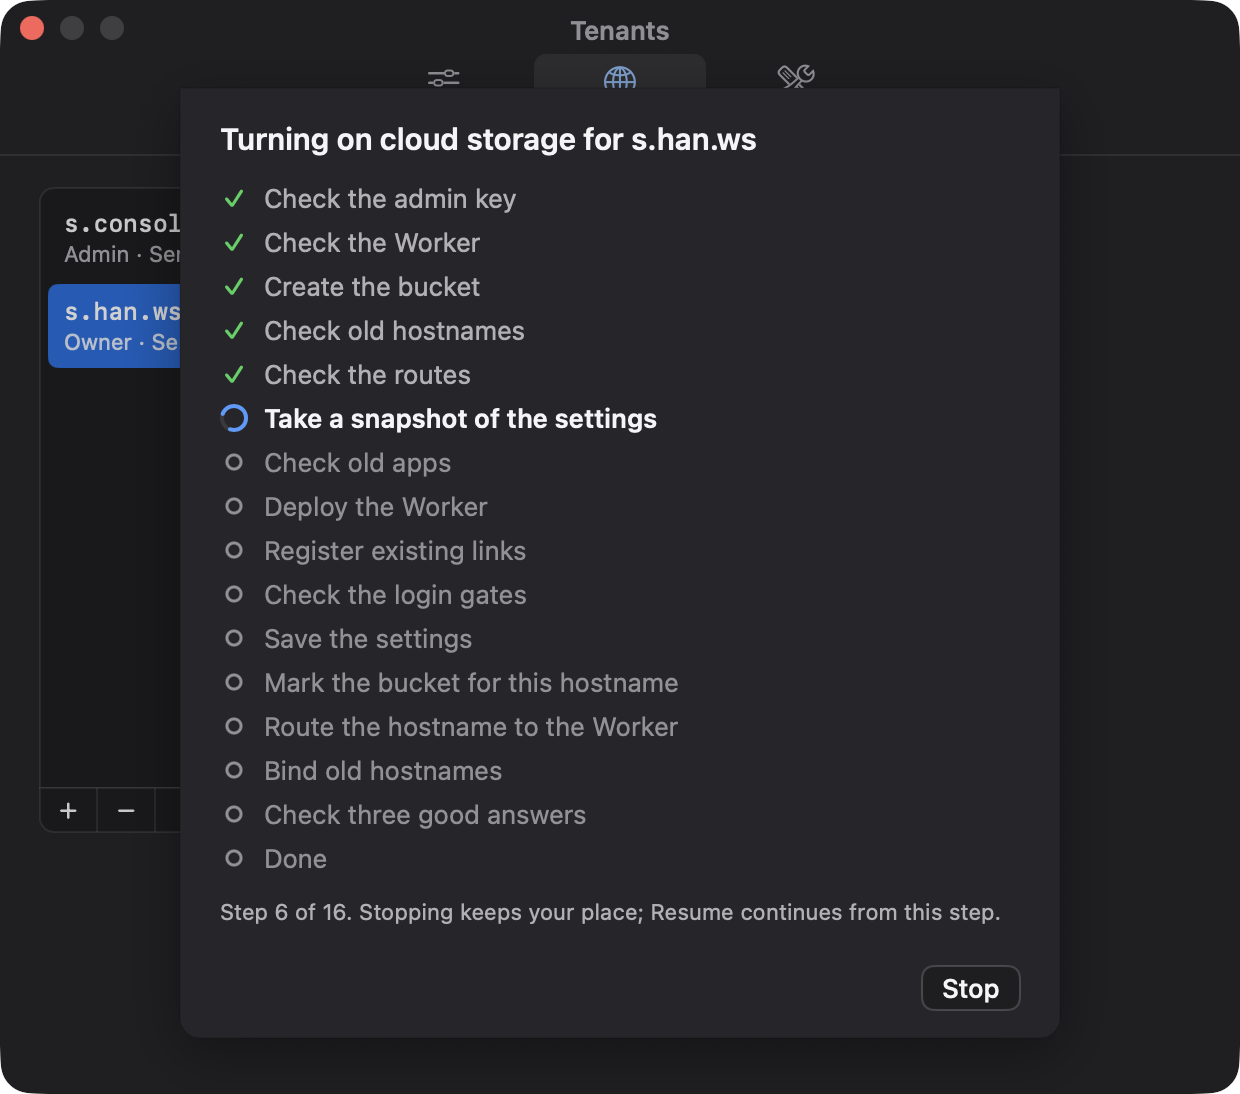 Tenants
Turning on cloud storage for s.han.ws
s.consol
Admin · Ser
s.han.ws
Owner · Se
Check the admin key
Check the Worker
Create the bucket
Check old hostnames
Check the routes
Take a snapshot of the settings
Check old apps
Deploy the Worker
Register existing links
Check the login gates
Save the settings
Mark the bucket for this hostname
Route the hostname to the Worker
Bind old hostnames
Check three good answers
Done
Step 6 of 16. Stopping keeps your place; Resume continues from this step.
Stop